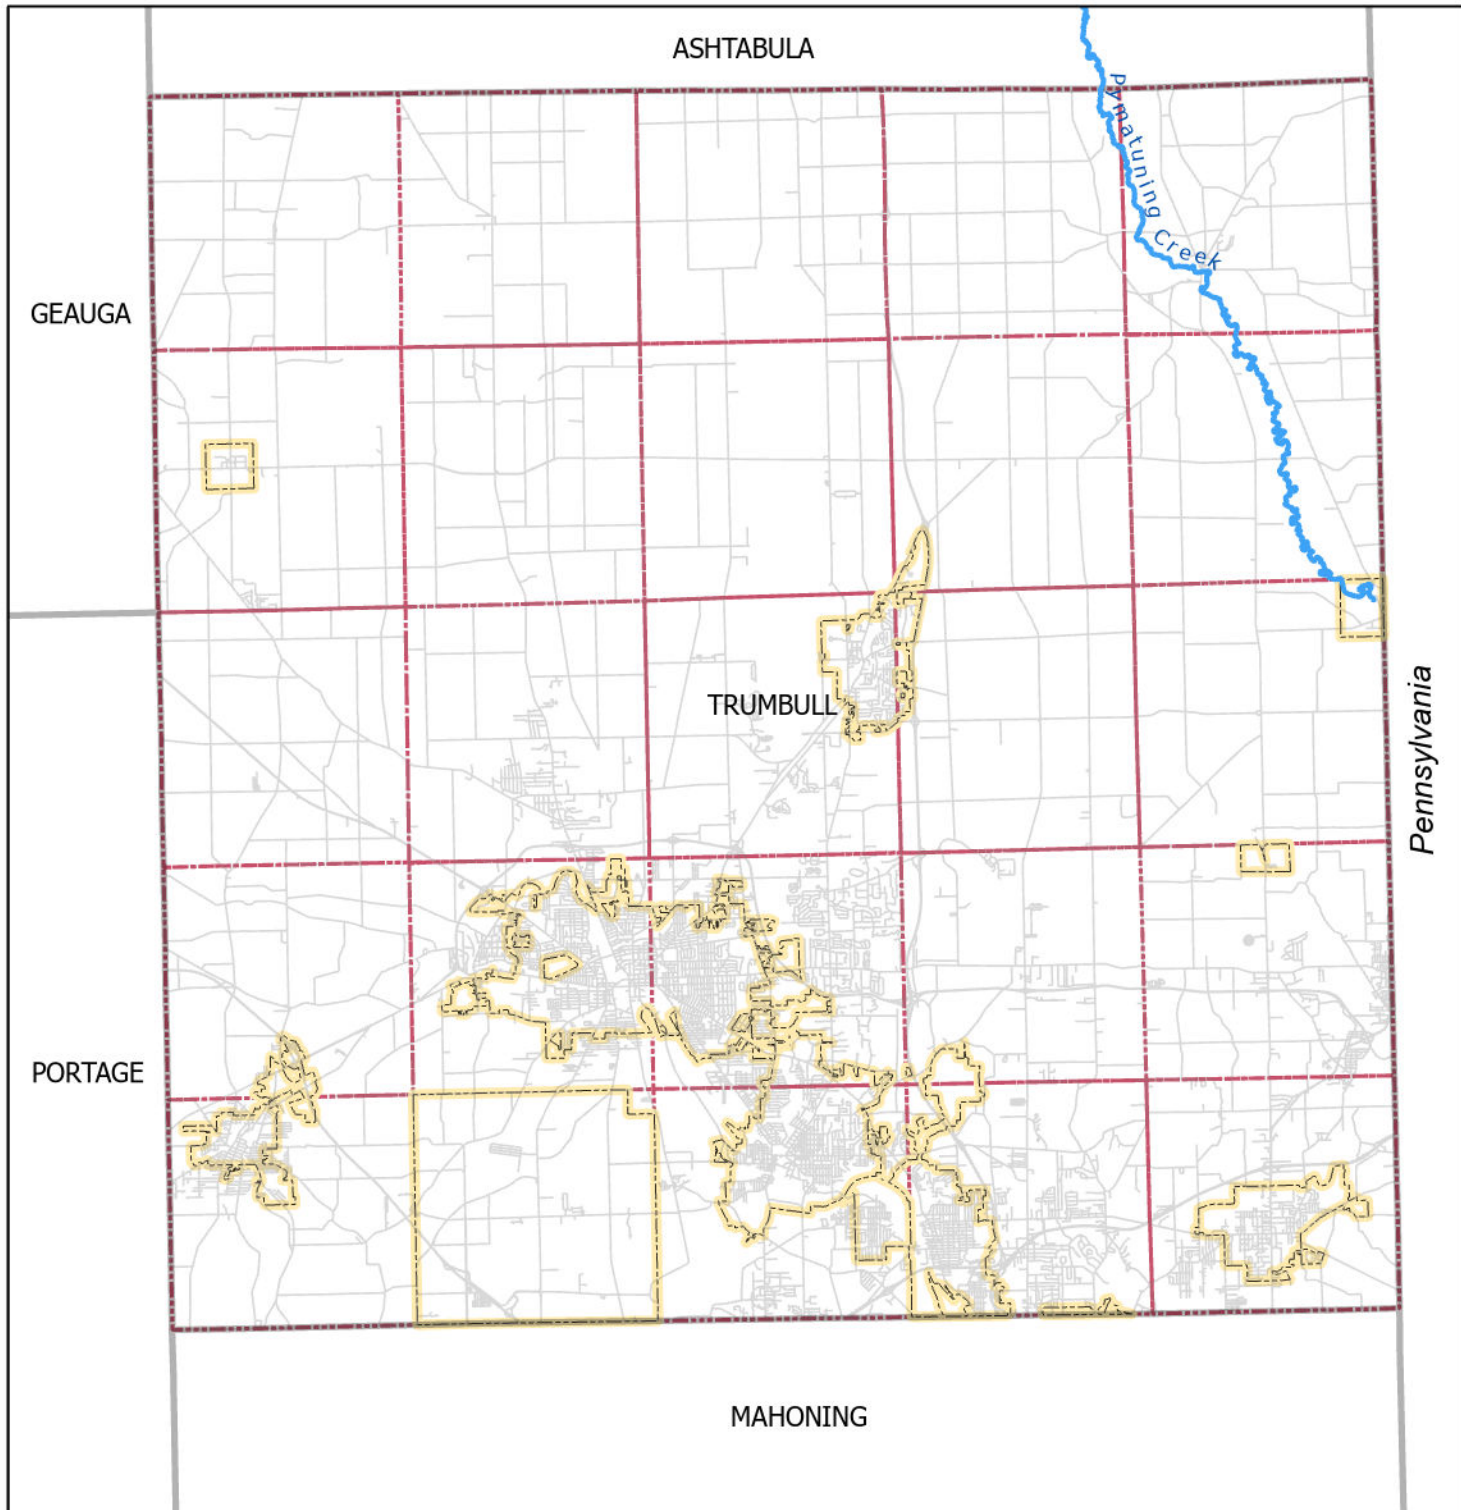 ASHTABULA
Pymatuning Creek
GEAUGA
TRUMBULL
Pennsylvania
PORTAGE
MAHONING